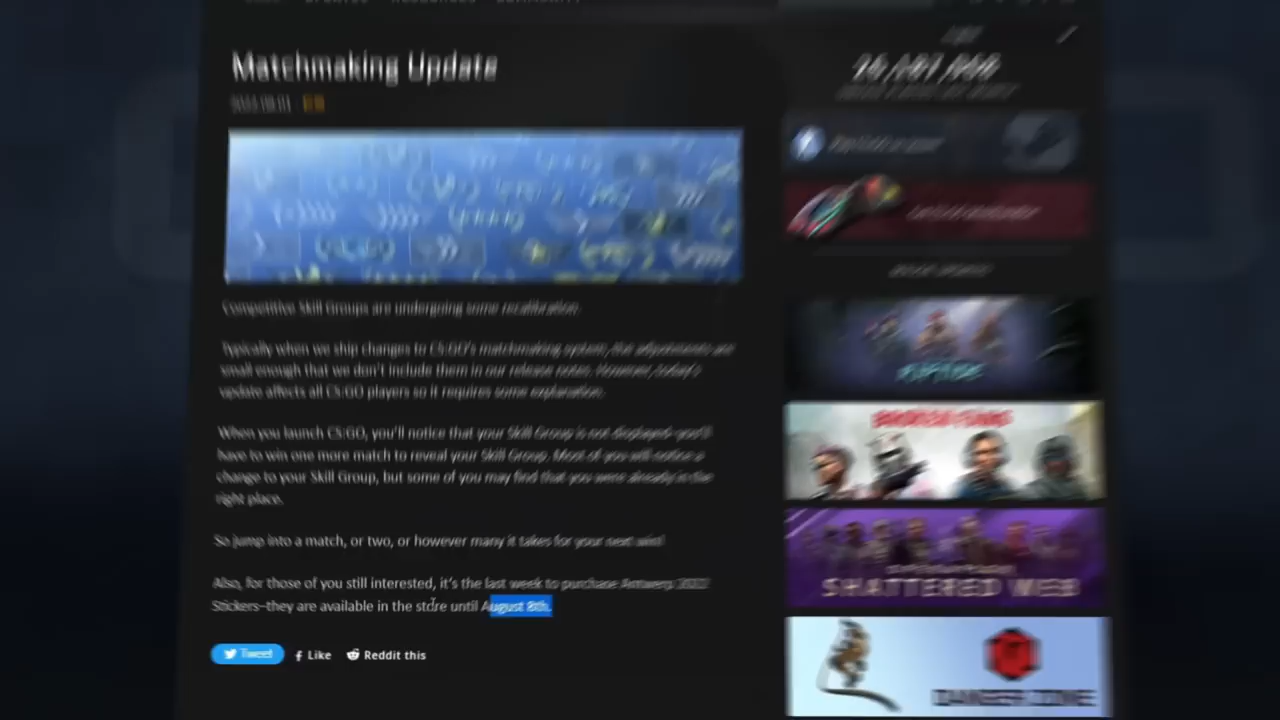 Matchmaking Update
Competitive Skill Groups are undergoing some recalibration.
Typically when we ship changes to CS:GO's matchmaking system, the adjustments are
small enough that we don't include them in our release notes. However, today's
update affects all CS:GO players so it requires some explanation.
When you launch CS:GO, you'll notice that your Skill Group is not displayed–you'll
have to win one more match to reveal your Skill Group. Most of you will notice a
change to your Skill Group, but some of you may find that you were already in the
right place.
So jump into a match, or two, or however many it takes for your next win!
Also, for those of you still interested, it's the last week to purchase Antwerp 2022
Stickers–they are available in the store until August 8th.
Tweet
Like
Reddit this
RIPTIDE
BROKEN FANG
SHATTERED WEB
DANGER ZONE